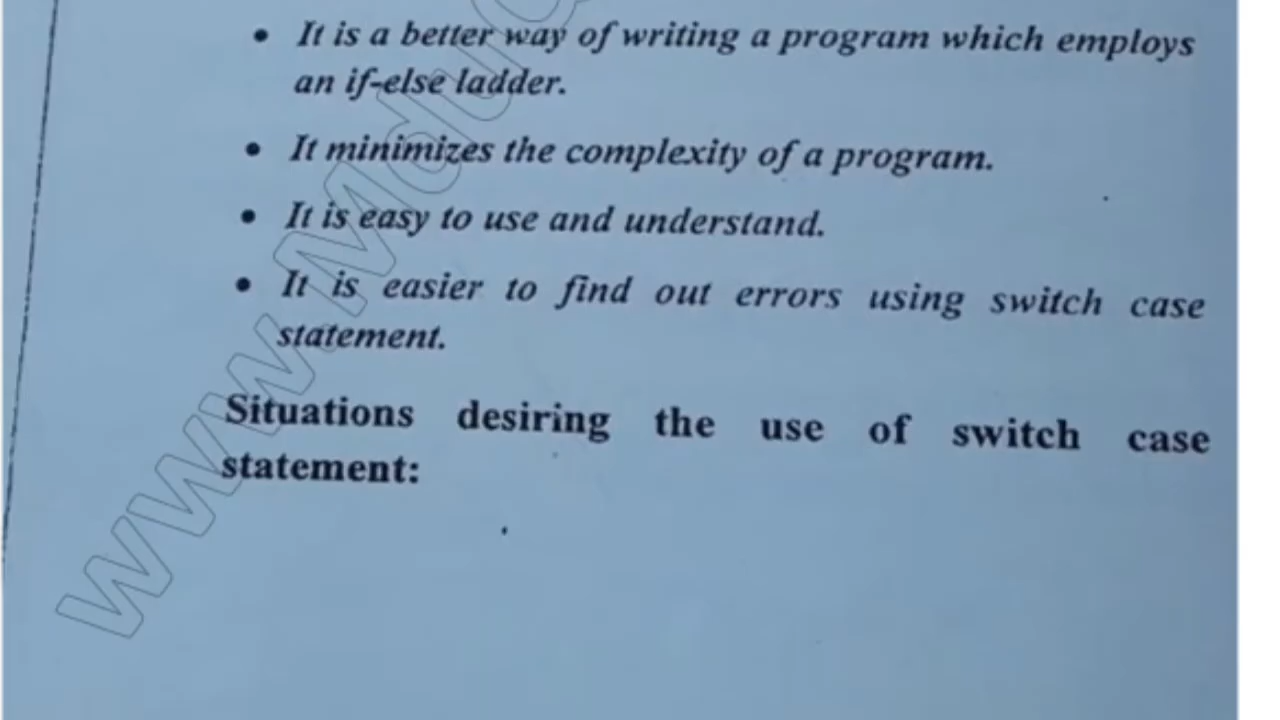 • It is a better way of writing a program which employs
an if-else ladder.
• It minimizes the complexity of a program.
• It is easy to use and understand.
• It is easier to find out errors using switch case
statement.
Situations desiring the use of switch case
statement:
www.Mdu